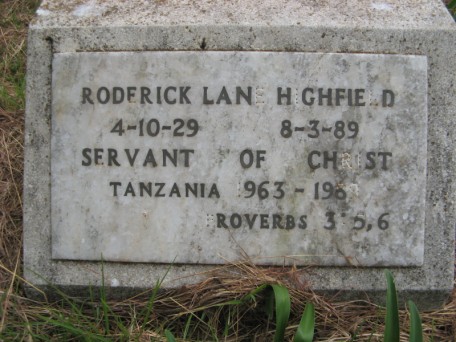 RODERICK LANE HIGHFIELD
4-10-29 8-3-89
SERVANT OF CHRIST
TANZANIA 1963 -
PROVERBS 3:5,6